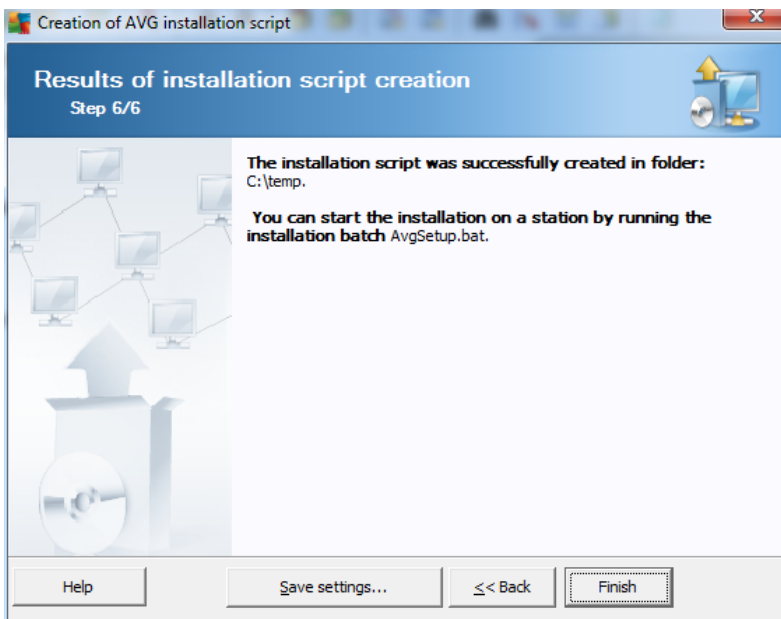 Creation of AVG installation script
Results of installation script creation
Step 6/6
The installation script was successfully created in folder:
C:\temp.
You can start the installation on a station by running the
installation batch AvgSetup.bat.
Help
Save settings...
<< Back
Finish